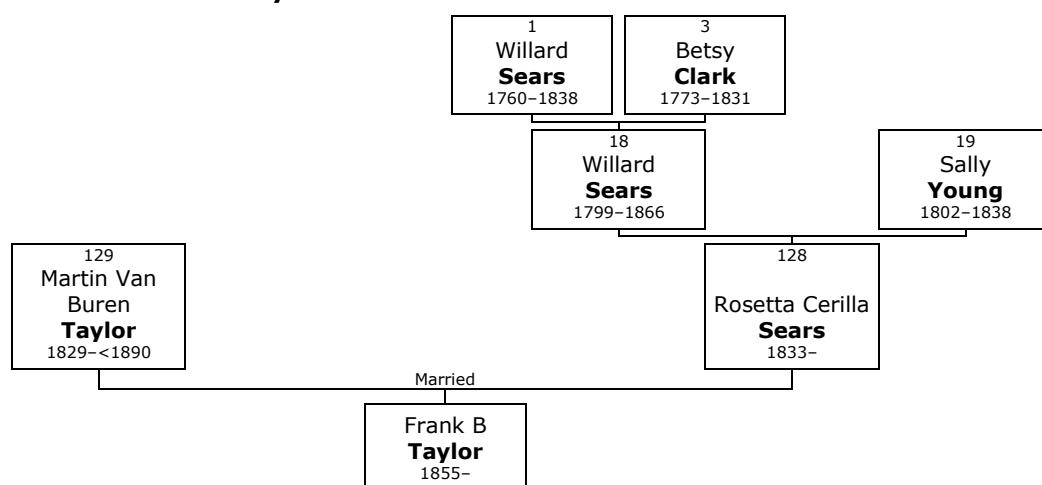 1
Willard
Sears
1760–1838
3
Betsy
Clark
1773–1831
18
Willard
Sears
1799–1866
19
Sally
Young
1802–1838
129
Martin Van
Buren
Taylor
1829–<1890
128
Rosetta Cerilla
Sears
1833–
Married
Frank B
Taylor
1855–